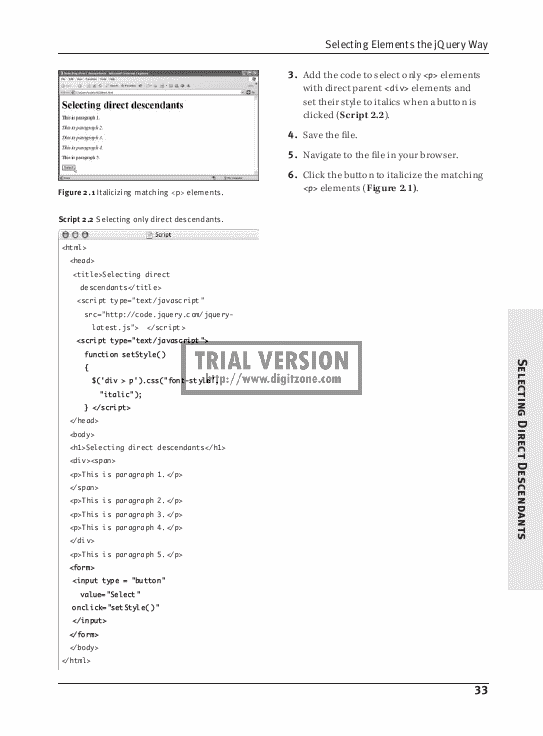 Selecting Elements the jQuery Way
Selecting direct descendants
This is paragraph 1.
This is paragraph 2.
This is paragraph 3.
This is paragraph 4.
This is paragraph 5.
Figure 2.1 Italicizing matching <p> elements.
Script 2.2 Selecting only direct descendants.
Script
<html>
<head>
<title>Selecting direct
descendants</title>
<script type="text/javascript"
src="http://code.jquery.com/jquery-
latest.js"> </script>
<script type="text/javascript">
function setStyle()
{
$('div > p').css("font-style",
"italic");
} </script>
</head>
<body>
<h1>Selecting direct descendants</h1>
<div><span>
<p>This is paragraph 1.</p>
</span>
<p>This is paragraph 2.</p>
<p>This is paragraph 3.</p>
<p>This is paragraph 4.</p>
</div>
<p>This is paragraph 5.</p>
<form>
<input type = "button"
value="Select"
onclick="setStyle()"
</input>
</form>
</body>
</html>
3. Add the code to select only <p> elements
with direct parent <div> elements and
set their style to italics when a button is
clicked (Script 2.2).
4. Save the file.
5. Navigate to the file in your browser.
6. Click the button to italicize the matching
<p> elements (Figure 2.1).
TRIAL VERSION
http://www.digitzone.com
Selecting Direct Descendants
33